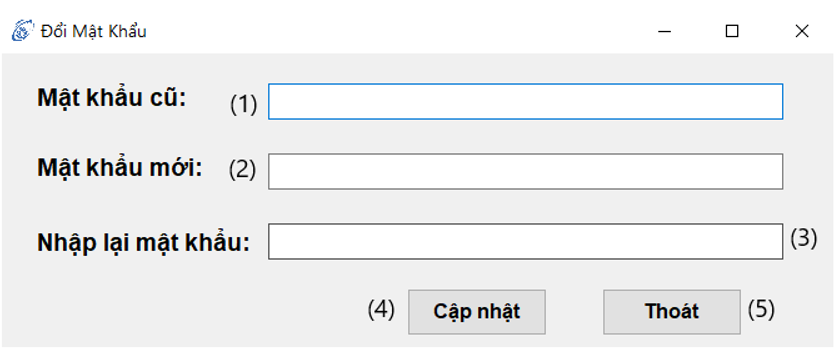 Đổi Mật Khẩu
Mật khẩu cũ: (1)
Mật khẩu mới: (2)
Nhập lại mật khẩu: (3)
(4) Cập nhật Thoát (5)